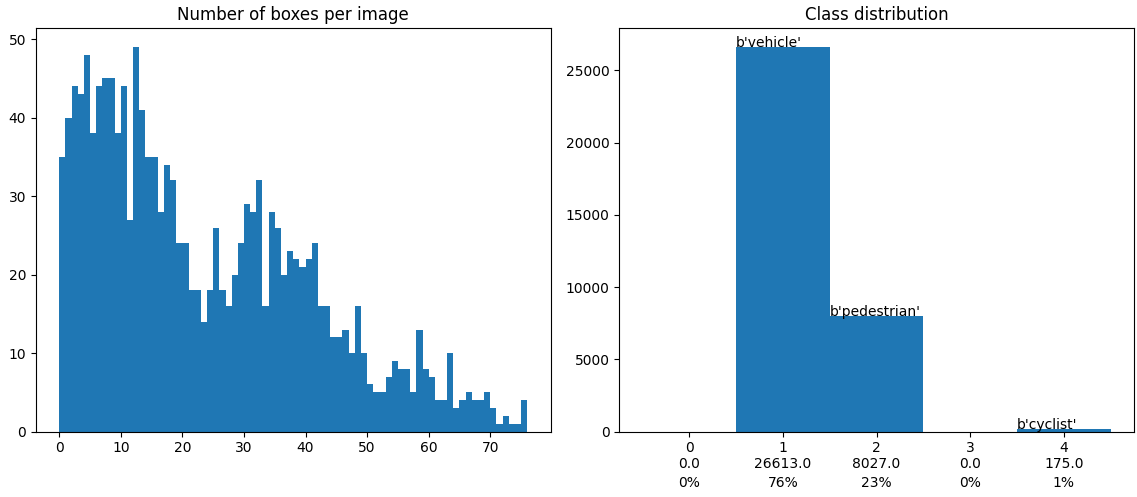 Number of boxes per image
50
40
30
20
10
0
0 10 20 30 40 50 60 70
Class distribution
25000
20000
15000
10000
5000
0
b'vehicle'
b'pedestrian'
b'cyclist'
0 1 2 3 4
0.0 26613.0 8027.0 0.0 175.0
0% 76% 23% 0% 1%